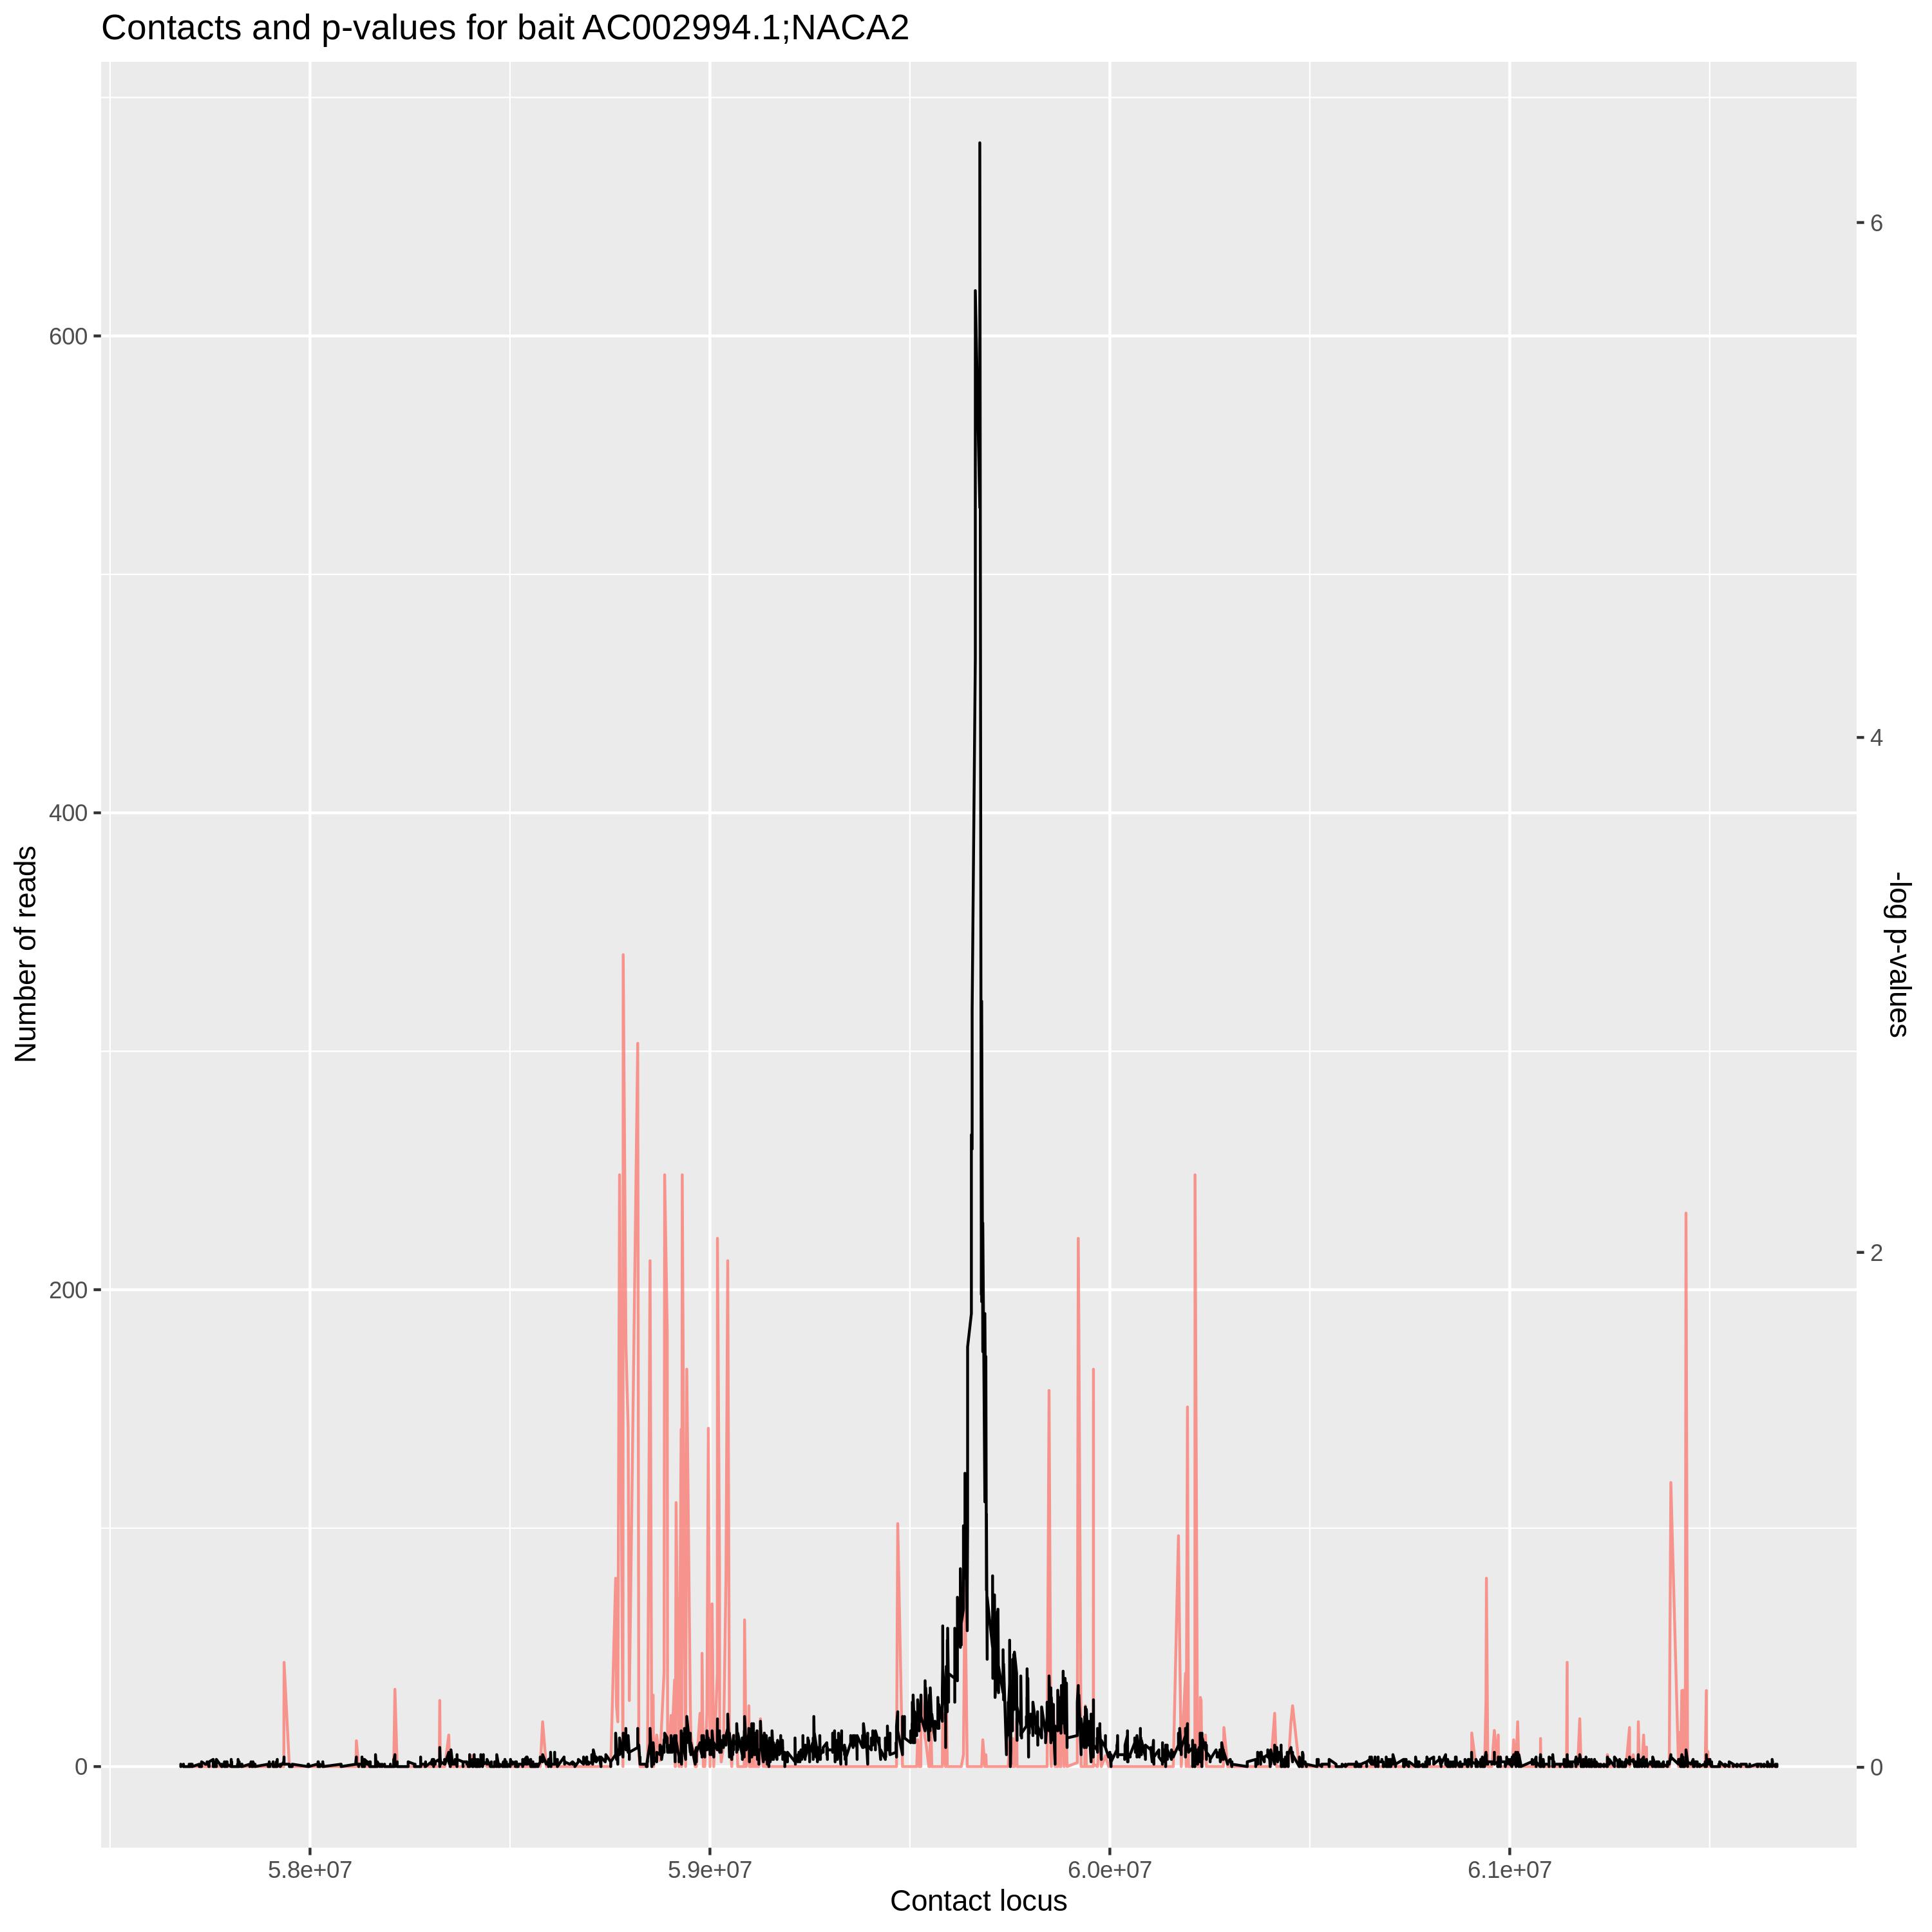 Contacts and p-values for bait AC002994.1;NACA2
600
400
200
0
Number of reads
6
4
2
0
-log p-values
5.8e+07
5.9e+07
6.0e+07
6.1e+07
Contact locus